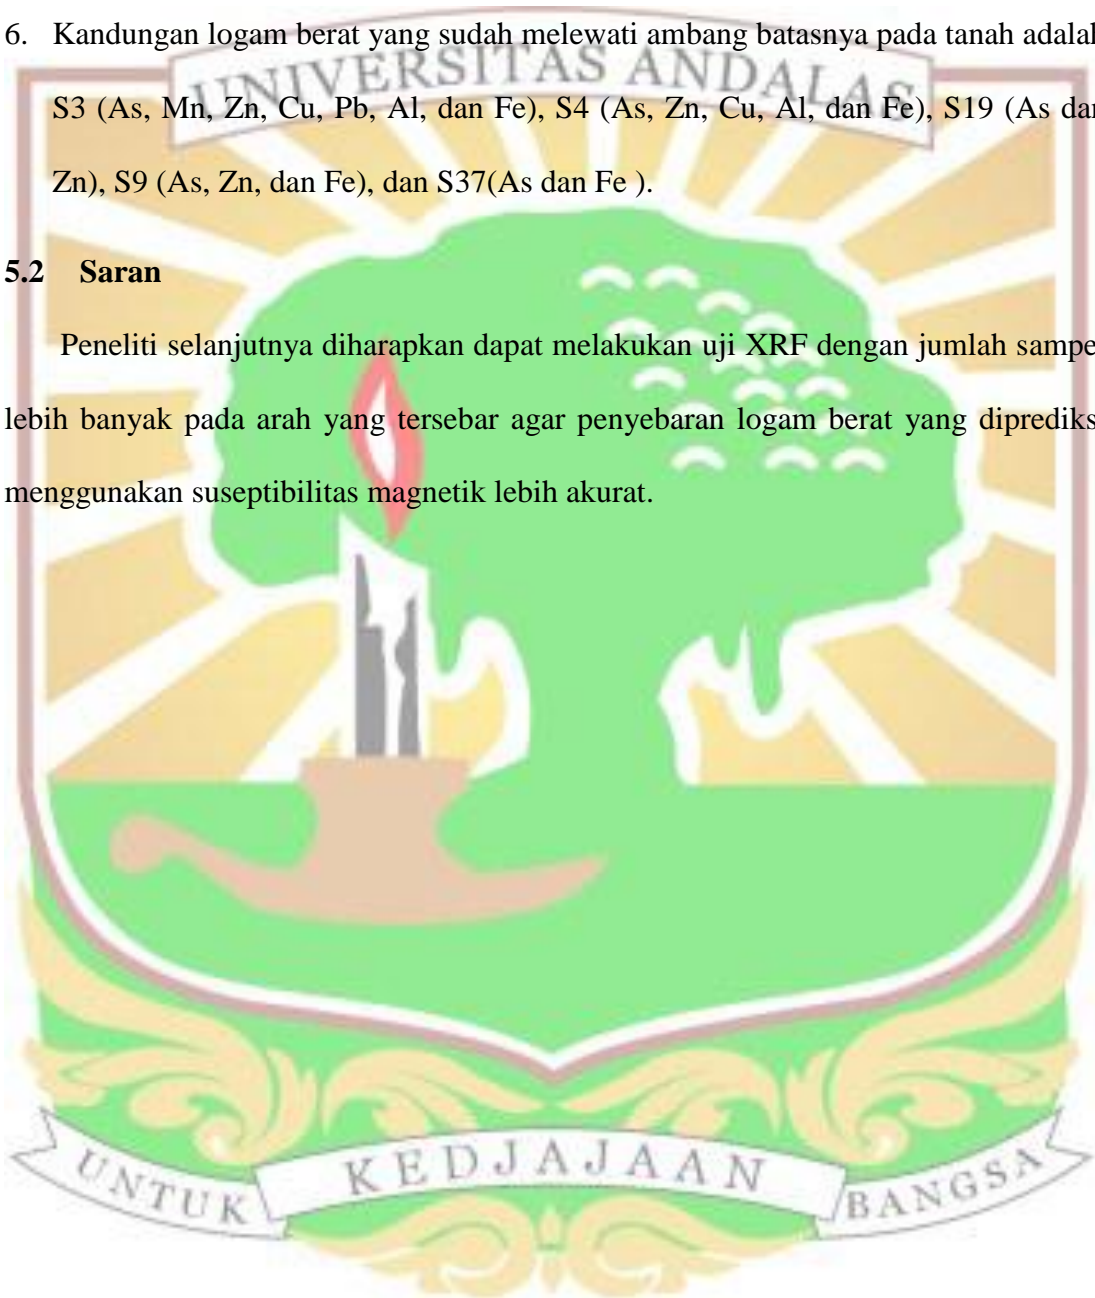 6. Kandungan logam berat yang sudah melewati ambang batasnya pada tanah adalah
UNIVERSITAS ANDALAS
S3 (As, Mn, Zn, Cu, Pb, Al, dan Fe), S4 (As, Zn, Cu, Al, dan Fe), S19 (As dan
Zn), S9 (As, Zn, dan Fe), dan S37(As dan Fe ).
5.2 Saran
Peneliti selanjutnya diharapkan dapat melakukan uji XRF dengan jumlah sampe
lebih banyak pada arah yang tersebar agar penyebaran logam berat yang diprediks
menggunakan suseptibilitas magnetik lebih akurat.
UNTUK KEDJAJAAN BANGSA